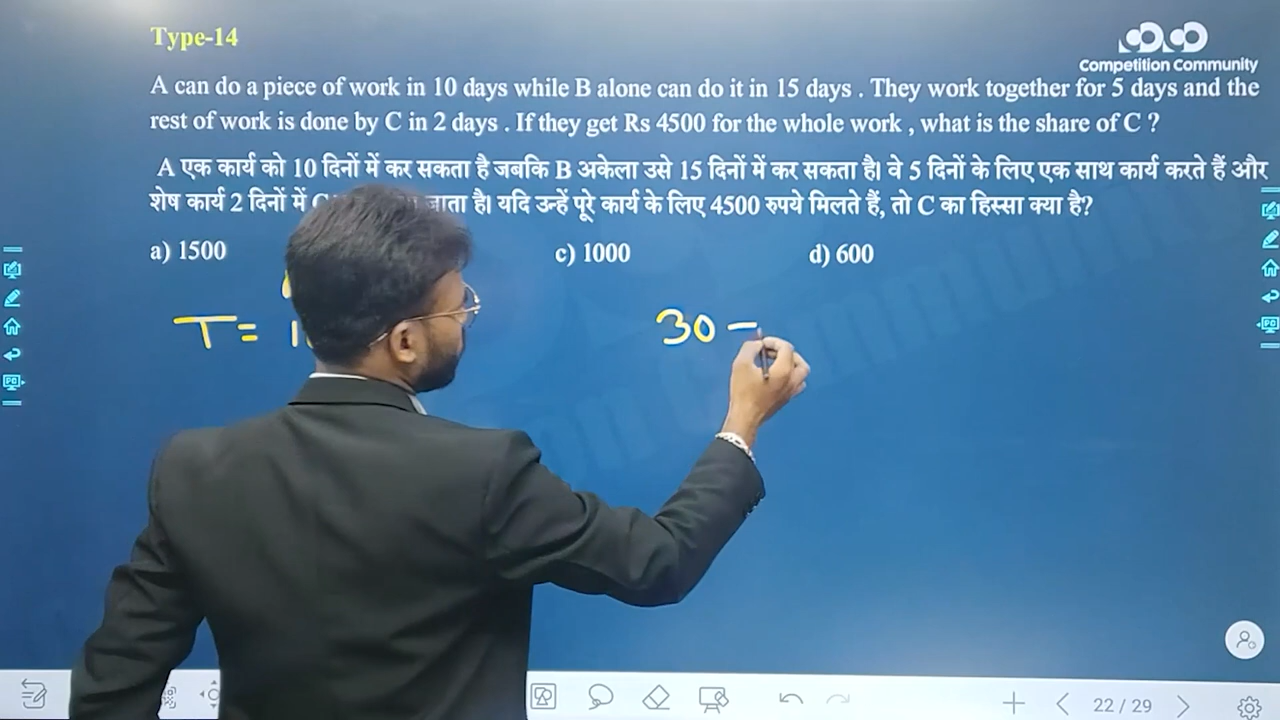 Type-14
Competition Community
A can do a piece of work in 10 days while B alone can do it in 15 days . They work together for 5 days and the
rest of work is done by C in 2 days . If they get Rs 4500 for the whole work , what is the share of C ?
A एक कार्य को 10 दिनों में कर सकता है जबकि B अकेला उसे 15 दिनों में कर सकता है। वे 5 दिनों के लिए एक साथ कार्य करते हैं और
शेष कार्य 2 दिनों में जाता है। यदि उन्हें पूरे कार्य के लिए 4500 रुपये मिलते हैं, तो C का हिस्सा क्या है?
a) 1500 c) 1000 d) 600
T = 30 -
22 / 29